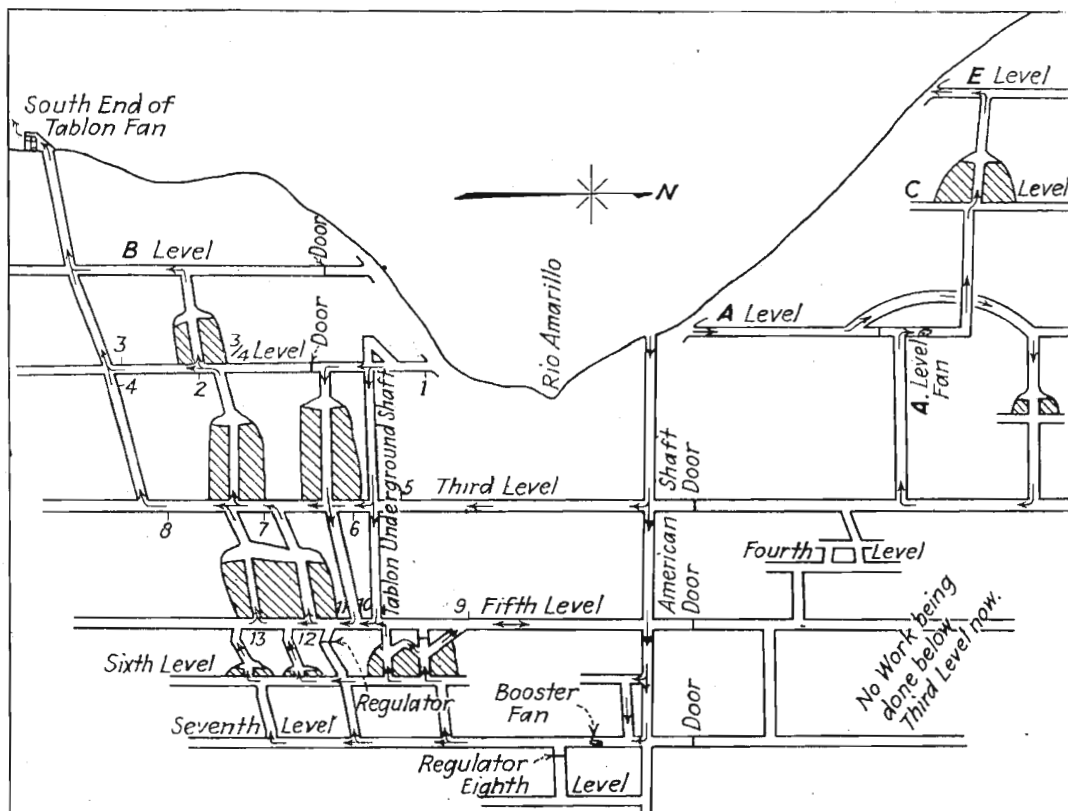 E Level
South End of
Tablon Fan
C Level
N
B Level
Door
Rio Amarillo
A Level
3/4 Level
Door
A. Level
Fan
3
4
2
1
Tablon Underground Shaft
Shaft
Door
5
Third Level
8
7
6
American
Door
Fourth Level
11
10
9
Fifth Level
No Work being
done below
Third Level now.
13
12
Sixth Level
Regulator
Booster
Fan
Door
Seventh Level
Regulator
Eighth Level